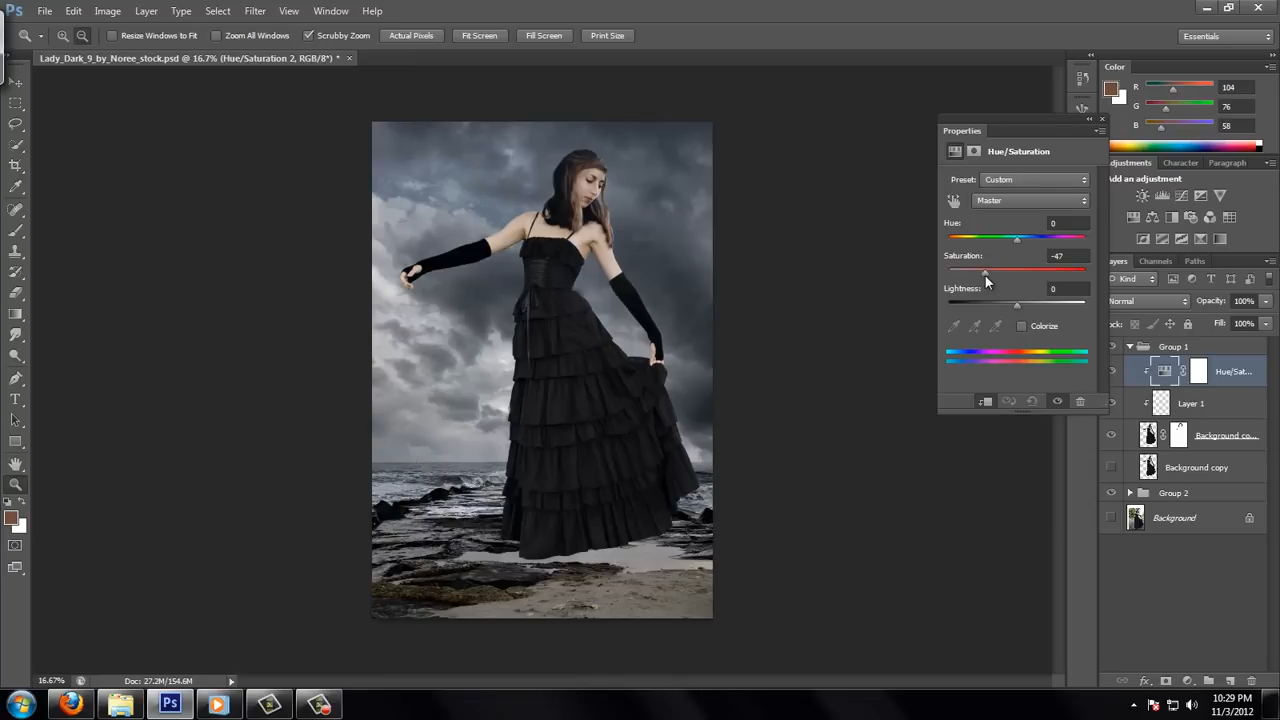 Ps File Edit Image Layer Type Select Filter View Window Help
Resize Windows to Fit Zoom All Windows Scrubby Zoom Actual Pixels Fit Screen Fill Screen Print Size Essentials
Lady_Dark_9_by_Noree_stock.psd @ 16.7% (Hue/Saturation 2, RGB/8*) *
Color
R 104
G 76
B 58
Properties
Hue/Saturation
Preset: Custom
Master
Hue: 0
Saturation: -47
Lightness: 0
Colorize
Adjustments Character Paragraph
Add an adjustment
Layers Channels Paths
Kind
Normal Opacity: 100%
Lock: Fill: 100%
Group 1
Hue/Sat...
Layer 1
Background co...
Background copy
Group 2
Background
16.67% Doc: 27.2M/154.6M
Ps
10:29 PM
11/3/2012